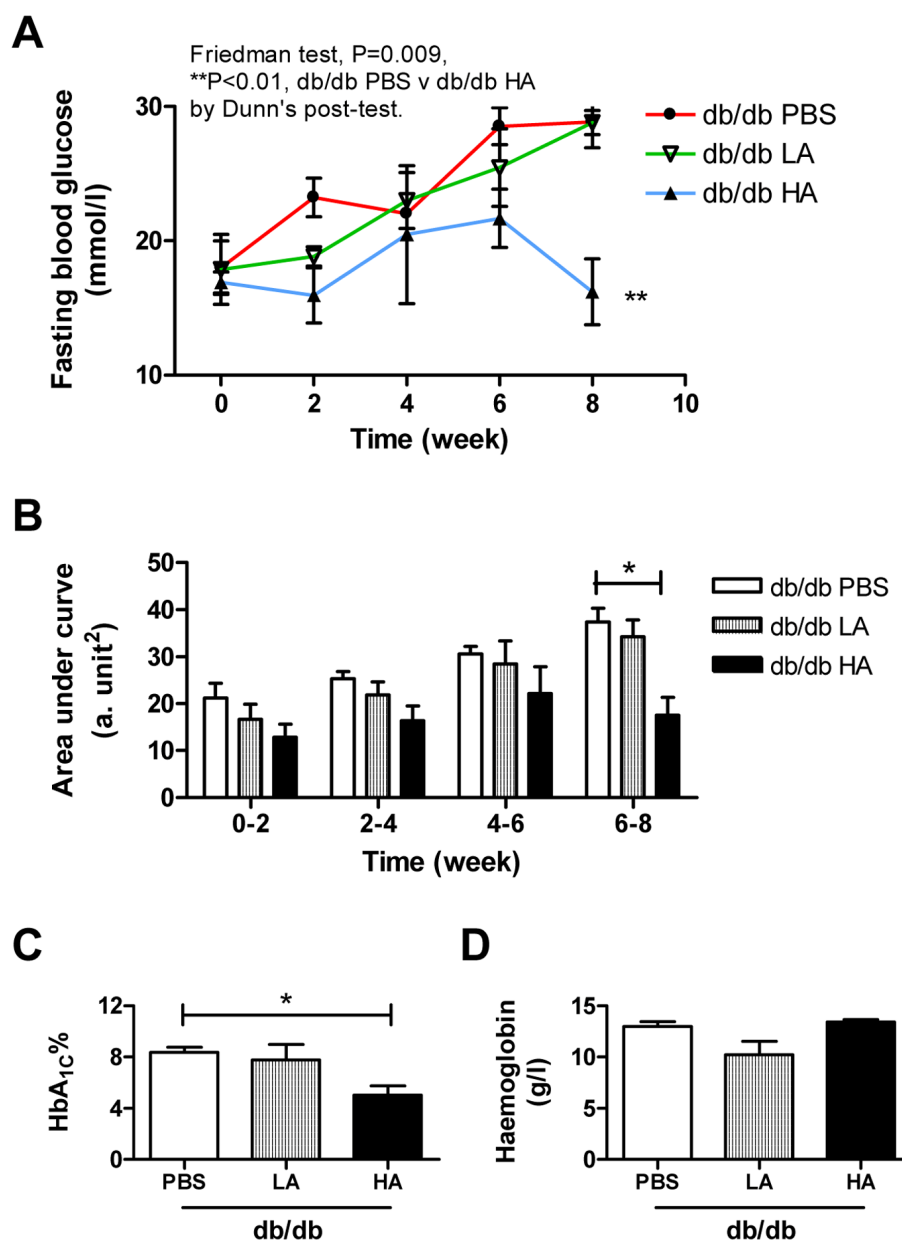 A
Friedman test, P=0.009,
**P<0.01, db/db PBS v db/db HA
by Dunn's post-test.
30
20
10
Fasting blood glucose
(mmol/l)
0 2 4 6 8 10
Time (week)
**
db/db PBS
db/db LA
db/db HA
B
50
40
30
20
10
0
Area under curve
(a. unit²)
*
0-2 2-4 4-6 6-8
Time (week)
db/db PBS
db/db LA
db/db HA
C
12
8
4
0
HbA₁C%
*
PBS LA HA
db/db
D
15
10
5
0
Haemoglobin
(g/l)
PBS LA HA
db/db